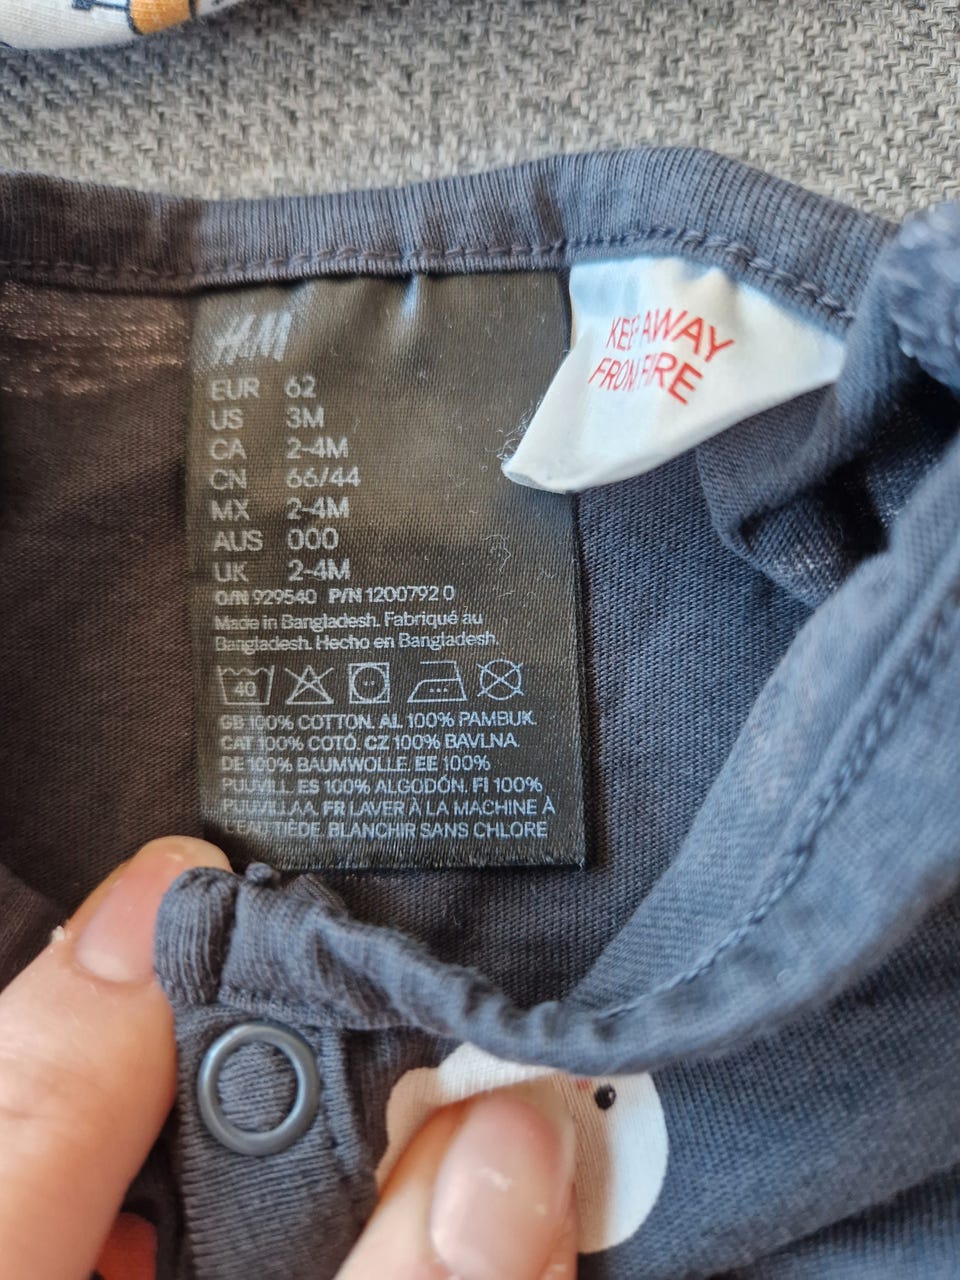 H&M
EUR 62
US 3M
CA 2-4M
CN 66/44
MX 2-4M
AUS 000
UK 2-4M
O/N 929540 P/N 1200792 0
Made in Bangladesh. Fabriqué au
Bangladesh. Hecho en Bangladesh.
40
GB 100% COTTON. AL 100% PAMBUK.
CAT 100% COTÓ. CZ 100% BAVLNA.
DE 100% BAUMWOLLE. EE 100%
PUUVILL. ES 100% ALGODÓN. FI 100%
PUUVILLAA. FR LAVER À LA MACHINE À
L'EAU TIÈDE. BLANCHIR SANS CHLORE
KEEP AWAY
FROM FIRE